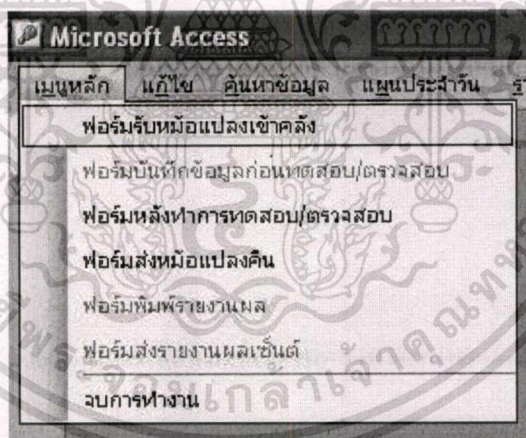 Microsoft Access
เมนูหลัก แก้ไข ค้นหาข้อมูล แผนประจำวัน
ฟอร์มรับหม้อแปลงเข้าคลัง
ฟอร์มบันทึกข้อมูลก่อนทดสอบ/ตรวจสอบ
ฟอร์มหลังทำการทดสอบ/ตรวจสอบ
ฟอร์มส่งหม้อแปลงคืน
ฟอร์มพิมพ์รายงานผล
ฟอร์มส่งรายงานผลเซ็นต์
จบการทำงาน